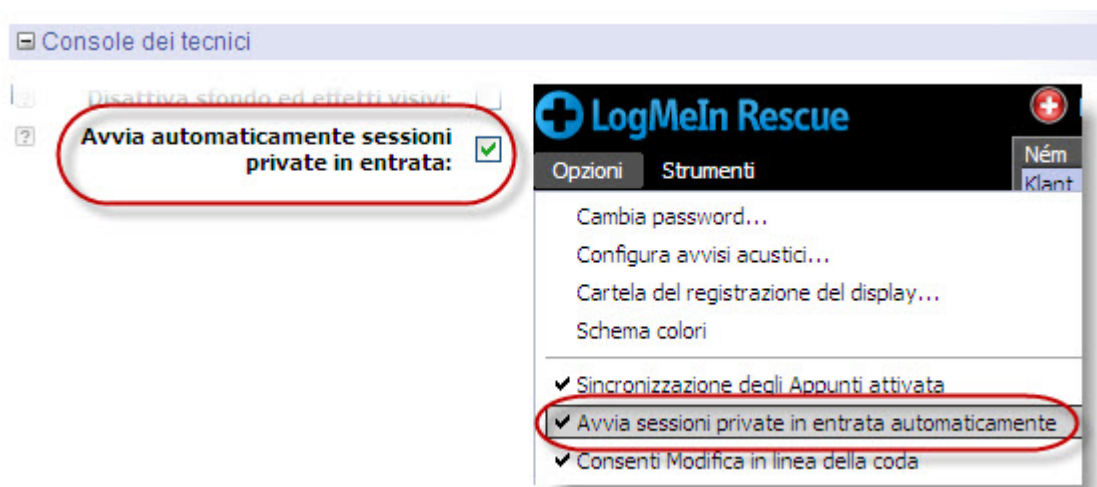 Console dei tecnici
Disattiva sfondo ed effetti visivi:
Avvia automaticamente sessioni
private in entrata:
LogMeIn Rescue
Opzioni Strumenti
Ném
Klant
Cambia password...
Configura avvisi acustici...
Cartela del registrazione del display...
Schema colori
Sincronizzazione degli Appunti attivata
Avvia sessioni private in entrata automaticamente
Consenti Modifica in linea della coda